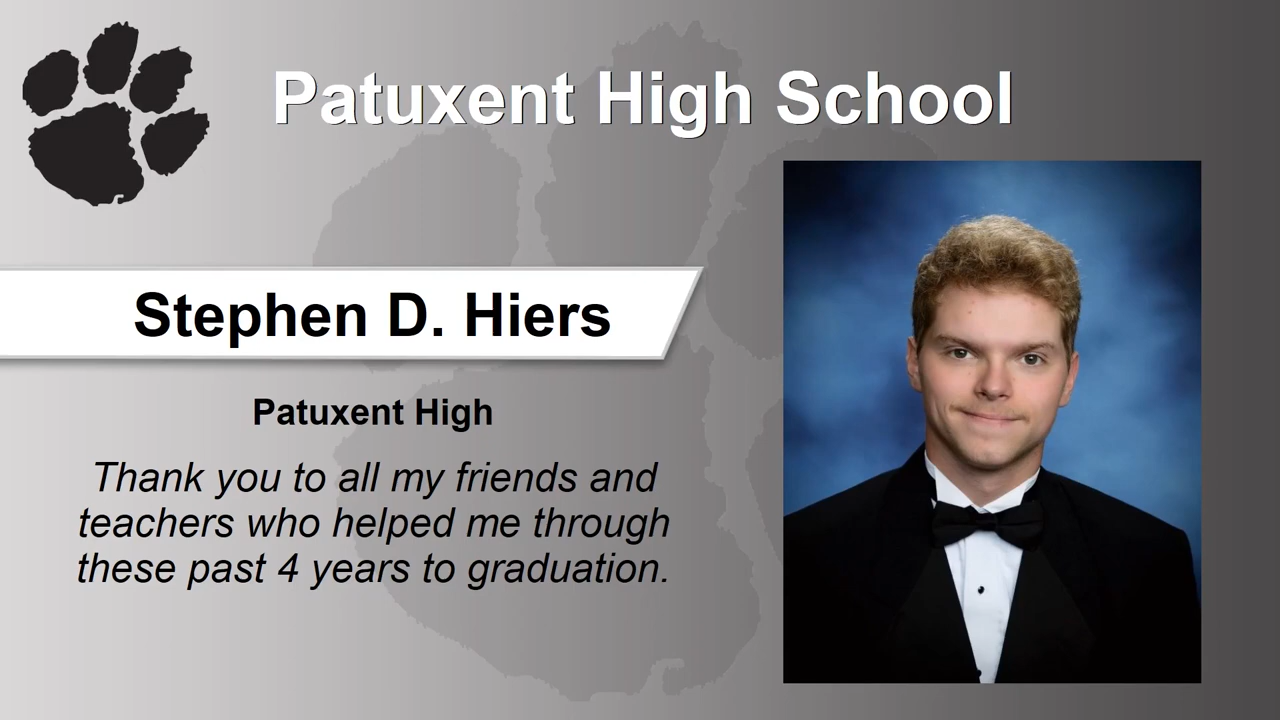 Patuxent High School
Stephen D. Hiers
Patuxent High
Thank you to all my friends and
teachers who helped me through
these past 4 years to graduation.